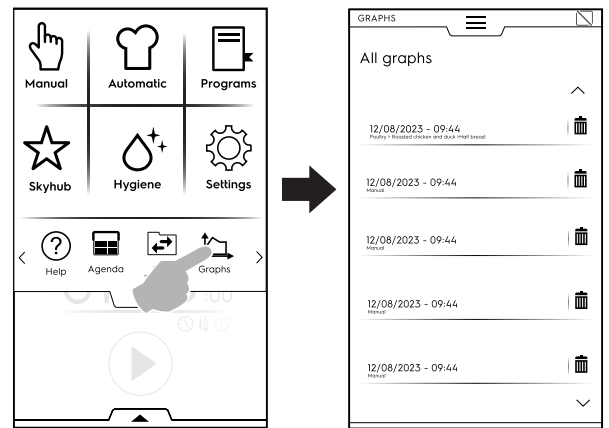 Manual Automatic Programs
Skyhub Hygiene Settings
? Help Agenda Graphs
:00
GRAPHS
All graphs
12/08/2023 - 09:44
Poultry > Roasted chicken and duck >Half breast
12/08/2023 - 09:44
Manual
12/08/2023 - 09:44
Manual
12/08/2023 - 09:44
Manual
12/08/2023 - 09:44
Manual